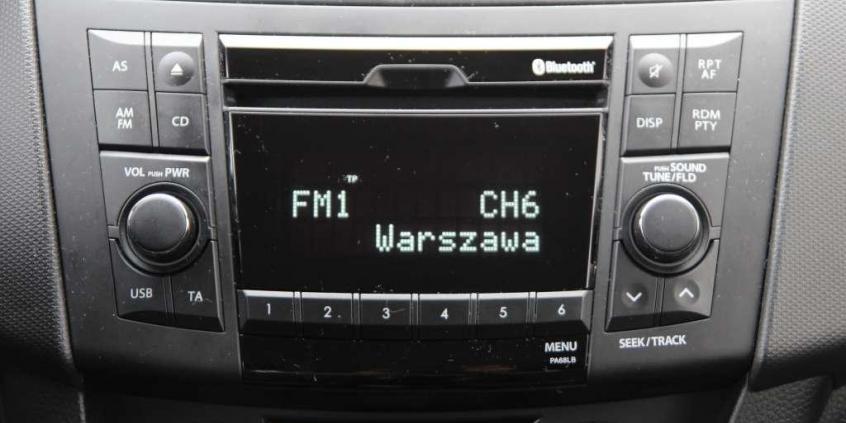 AS
Bluetooth
RPT
AF
AM
FM
CD
DISP
RDM
PTY
VOL PUSH PWR
PUSH SOUND
TUNE/FLD
TP
FM1 CH6
Warszawa
USB
TA
1 2 3 4 5 6
MENU
PA68LB
SEEK/TRACK